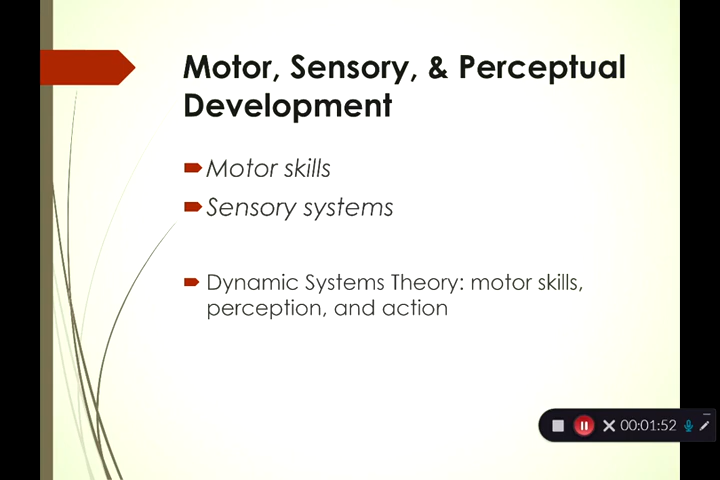 Motor, Sensory, & Perceptual
Development
Motor skills
Sensory systems
Dynamic Systems Theory: motor skills,
perception, and action
00:01:52